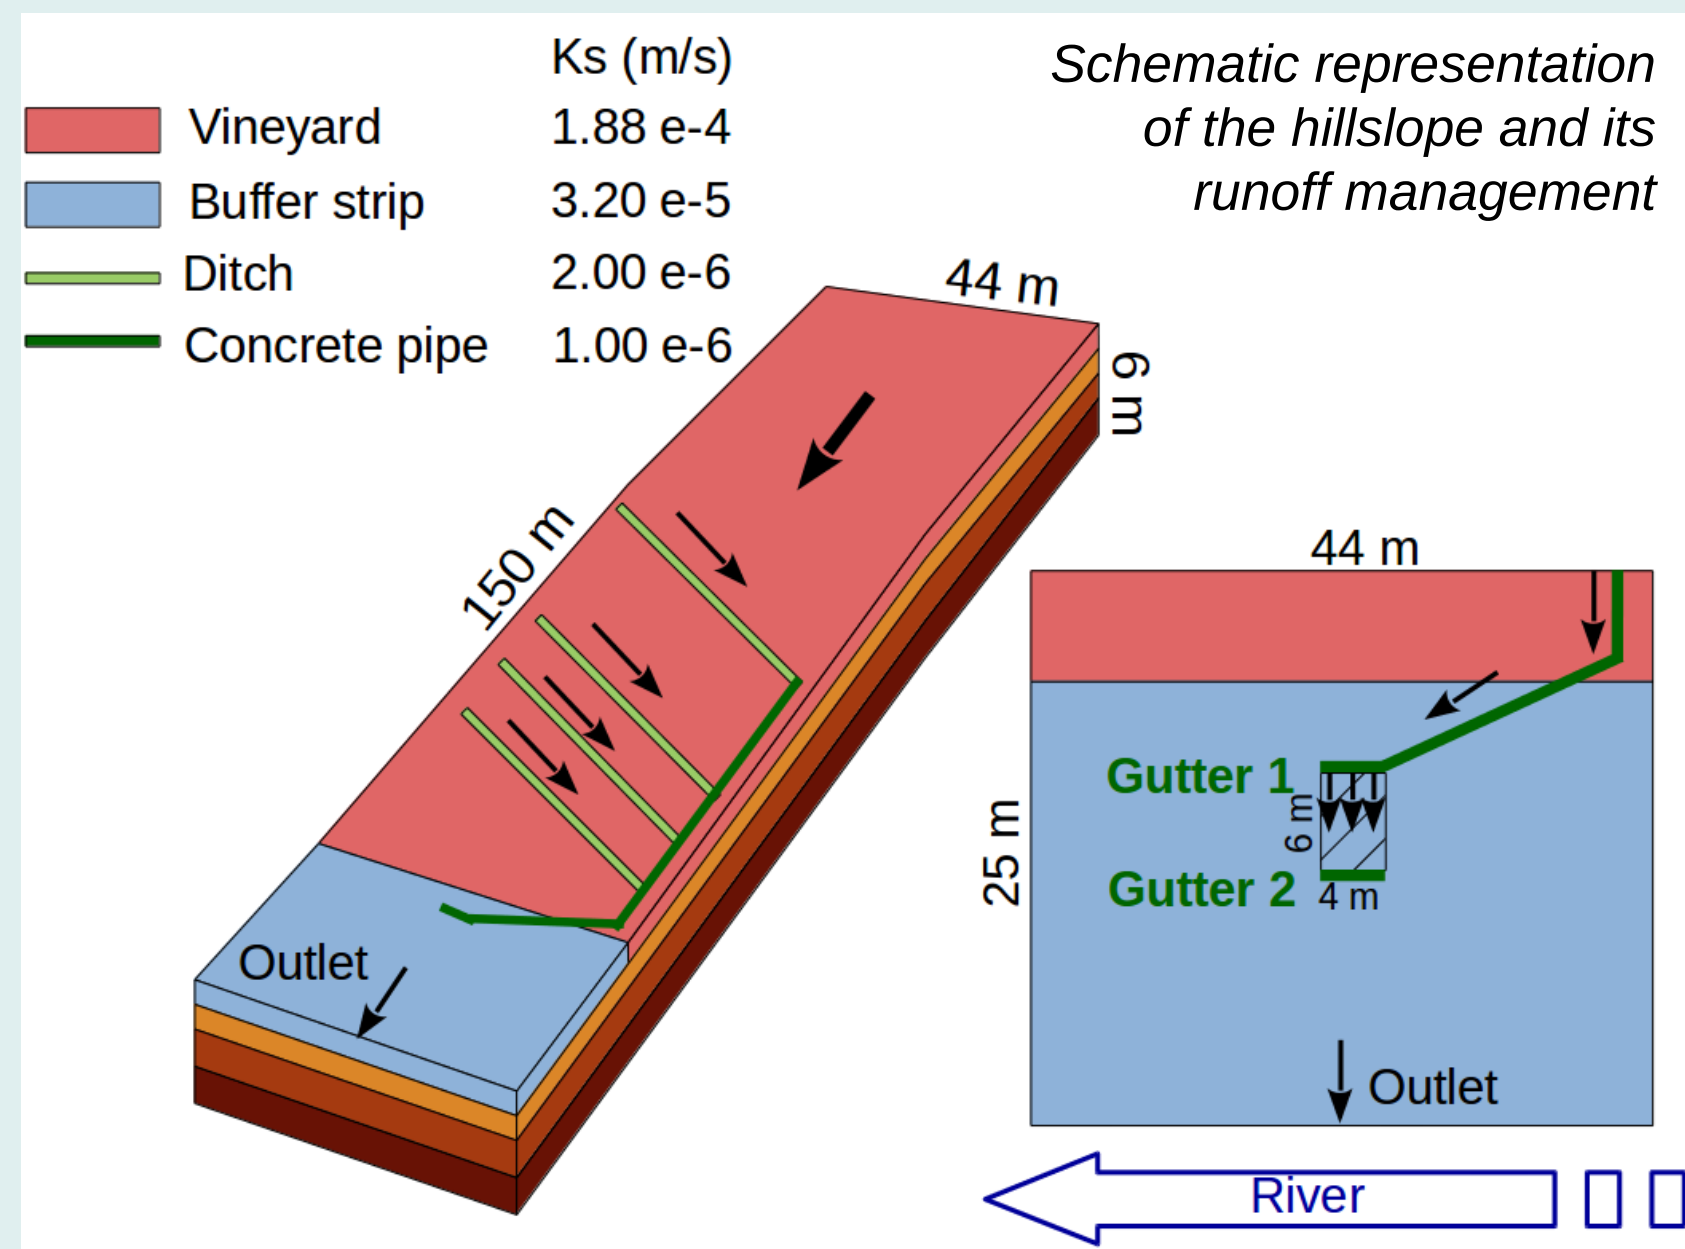 Ks (m/s)
Vineyard 1.88 e-4
Buffer strip 3.20 e-5
Ditch 2.00 e-6
Concrete pipe 1.00 e-6
Schematic representation
of the hillslope and its
runoff management
44 m
6 m
150 m
Outlet
44 m
25 m
Gutter 1
6 m
Gutter 2
4 m
Outlet
River